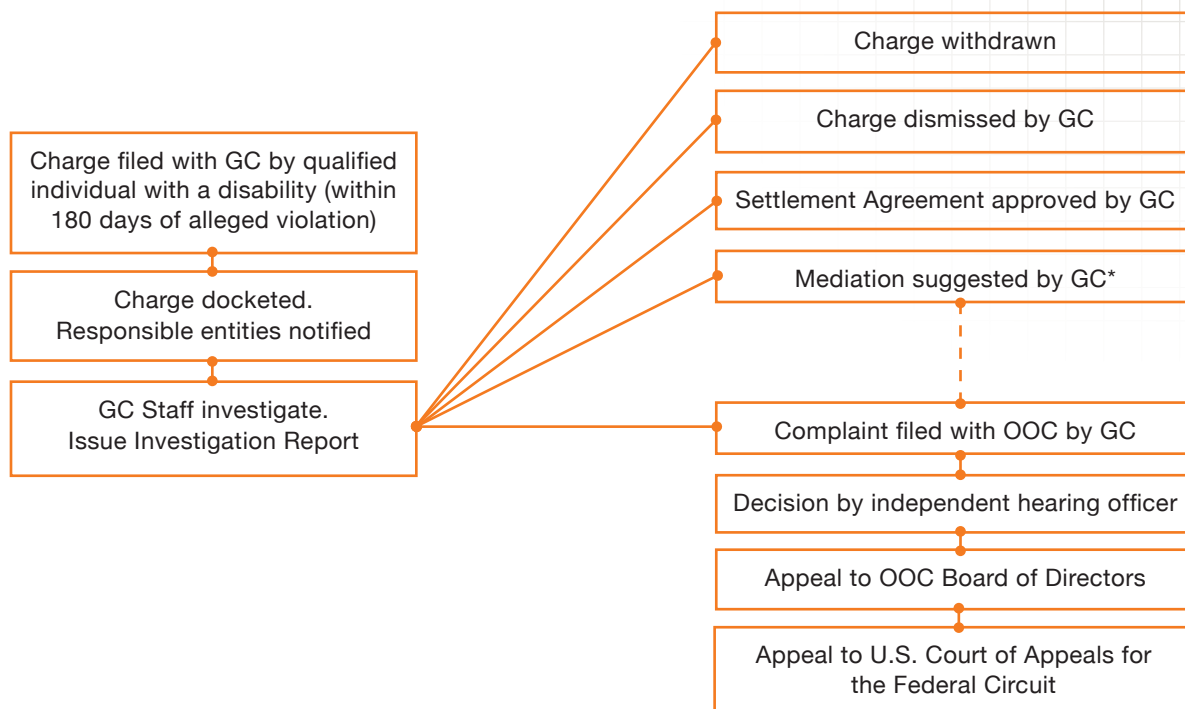 Charge filed with GC by qualified
individual with a disability (within
180 days of alleged violation)
Charge docketed.
Responsible entities notified
GC Staff investigate.
Issue Investigation Report
Charge withdrawn
Charge dismissed by GC
Settlement Agreement approved by GC
Mediation suggested by GC*
Complaint filed with OOC by GC
Decision by independent hearing officer
Appeal to OOC Board of Directors
Appeal to U.S. Court of Appeals for
the Federal Circuit